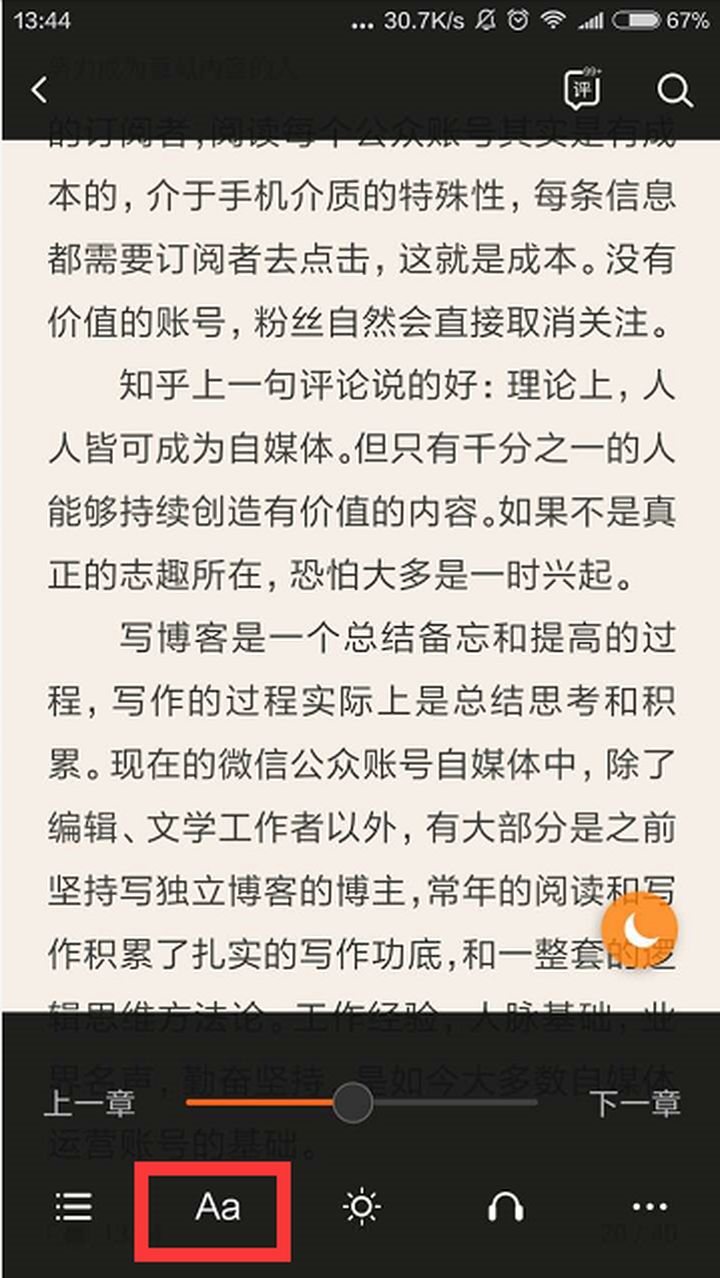 13:44 ... 30.7K/s 67%
努力成为喜欢内容的人
99+
评
的订阅者,阅读每个公众账号其实是有成
本的，介于手机介质的特殊性，每条信息
都需要订阅者去点击，这就是成本。没有
价值的账号，粉丝自然会直接取消关注。
知乎上一句评论说的好：理论上，人
人皆可成为自媒体。但只有千分之一的人
能够持续创造有价值的内容。如果不是真
正的志趣所在，恐怕大多是一时兴起。
写博客是一个总结备忘和提高的过
程，写作的过程实际上是总结思考和积
累。现在的微信公众账号自媒体中，除了
编辑、文学工作者以外，有大部分是之前
坚持写独立博客的博主,常年的阅读和写
作积累了扎实的写作功底,和一整套的逻
辑思维方法论。工作经验，人脉基础，业
界名声，勤奋坚持，是如今大多数自媒体
上一章 下一章
运营账号的基础。
Aa